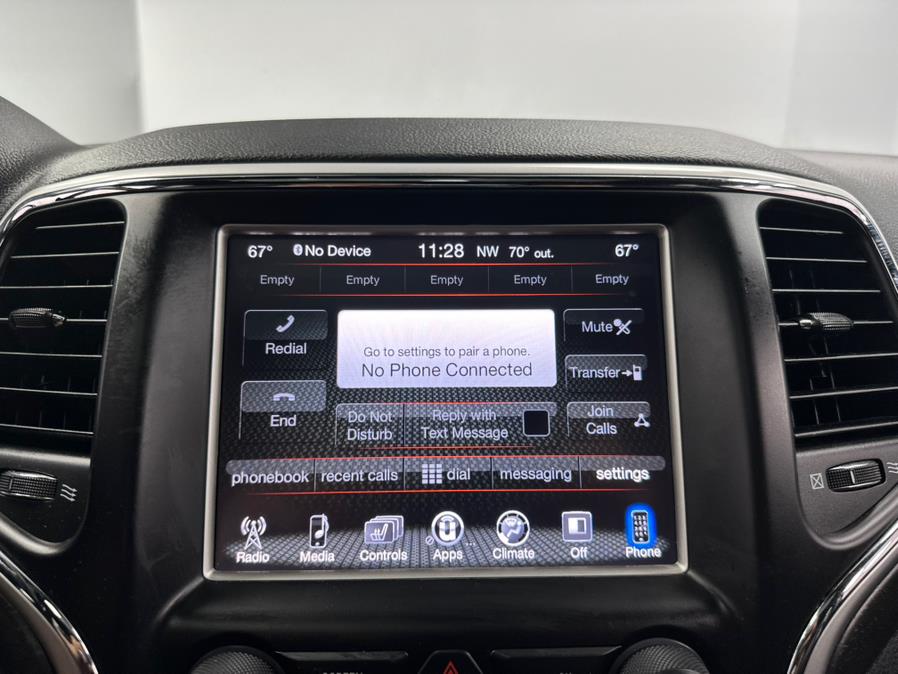 67° No Device 11:28 NW 70° out. 67°
Empty Empty Empty Empty Empty
Redial
Go to settings to pair a phone.
No Phone Connected
Mute
Transfer
End
Do Not
Disturb
Reply with
Text Message
Join
Calls
phonebook recent calls dial messaging settings
Radio Media Controls Apps ... Climate Off Phone